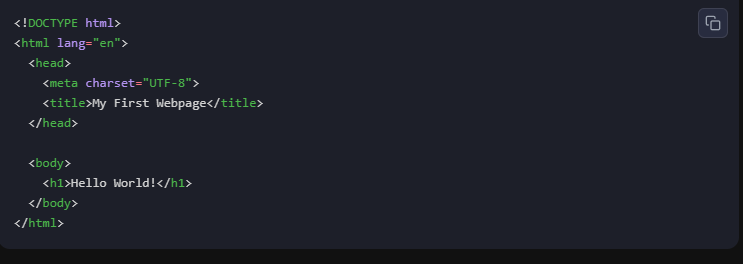 <!DOCTYPE html>
<html lang="en">
  <head>
    <meta charset="UTF-8">
    <title>My First Webpage</title>
  </head>

  <body>
    <h1>Hello World!</h1>
  </body>
</html>